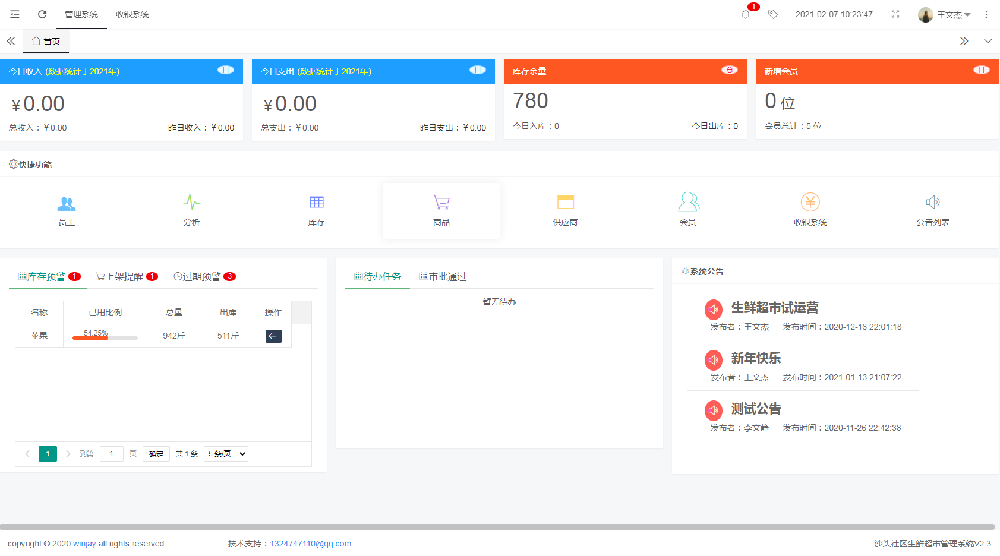 管理系统 收银系统 1 2021-02-07 10:23:47 王文杰
首页
今日收入 (数据统计于2021年) 日
¥0.00
总收入：¥0.00 昨日收入：¥0.00
今日支出 (数据统计于2021年) 日
¥0.00
总支出：¥0.00 昨日支出：¥0.00
库存余量 总
780
今日入库：0 今日出库：0
新增会员 日
0 位
会员总计：5 位
快捷功能
员工 分析 库存 商品 供应商 会员 收银系统 公告列表
库存预警 1 上架提醒 1 过期预警 3
名称 已用比例 总量 出库 操作
苹果 54.25% 942斤 511斤
1 到第 1 页 确定 共 1 条 5 条/页
待办任务 审批通过
暂无待办
系统公告
生鲜超市试运营
发布者：王文杰 发布时间：2020-12-16 22:01:18
新年快乐
发布者：王文杰 发布时间：2021-01-13 21:07:22
测试公告
发布者：李文静 发布时间：2020-11-26 22:42:38
copyright © 2020 winjay all rights reserved. 技术支持：1324747110@qq.com 沙头社区生鲜超市管理系统V2.3